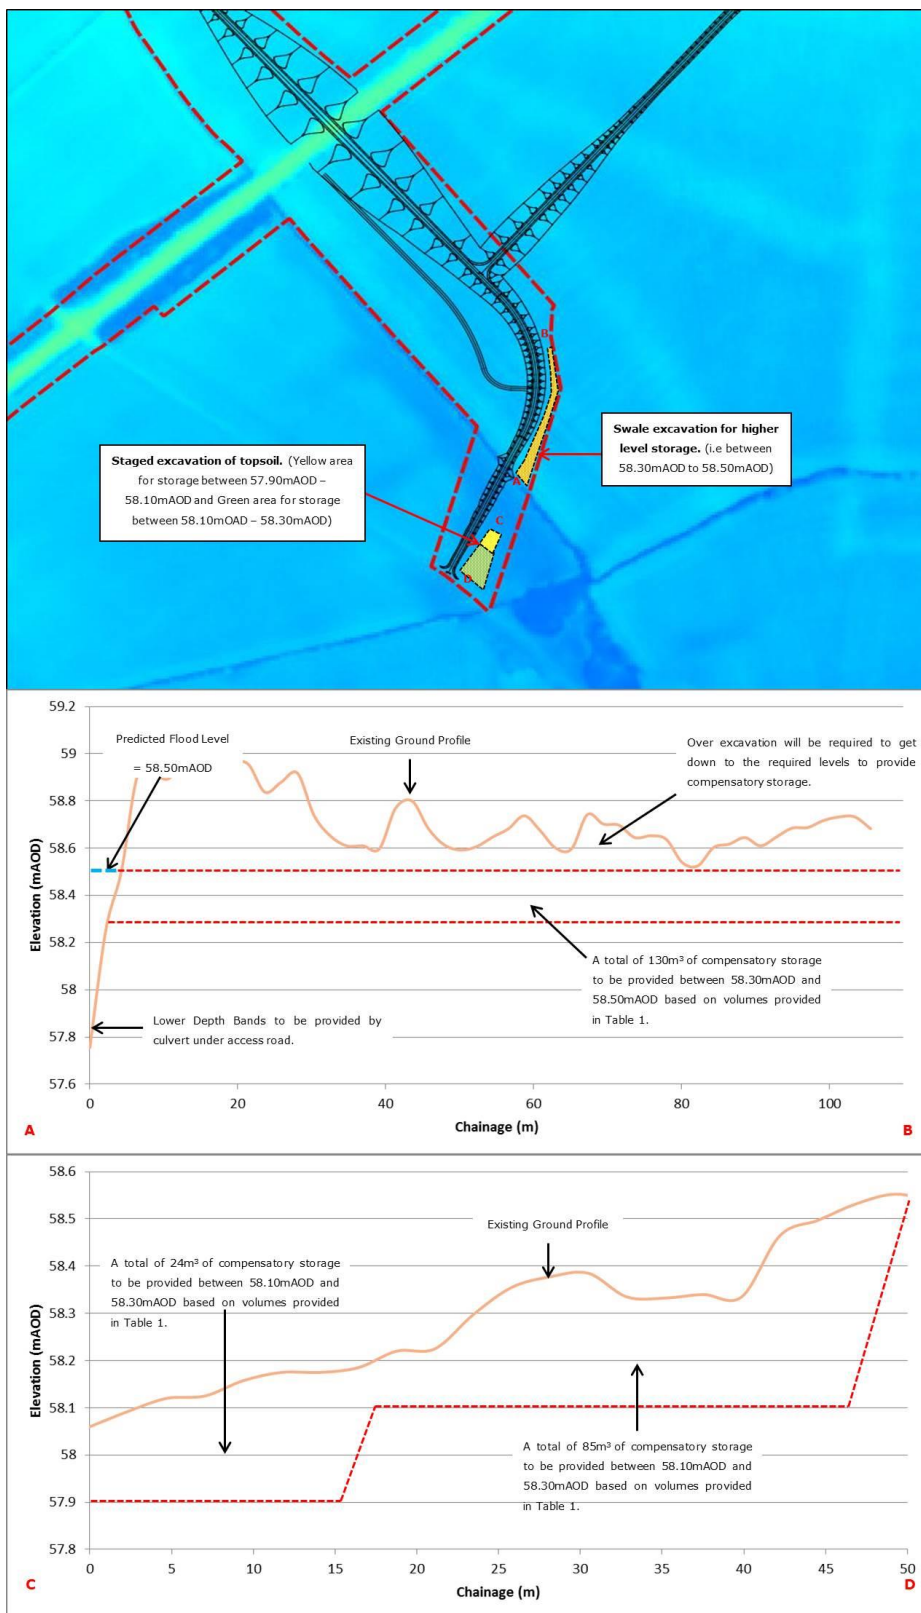 B
Swale excavation for higher
level storage. (i.e between
58.30mAOD to 58.50mAOD)
Staged excavation of topsoil. (Yellow area
for storage between 57.90mAOD –
58.10mAOD and Green area for storage
between 58.10mOAD – 58.30mAOD)
A
C
D
59.2
59
58.8
58.6
58.4
58.2
58
57.8
57.6
Elevation (mAOD)
Predicted Flood Level
= 58.50mAOD
Existing Ground Profile
Over excavation will be required to get
down to the required levels to provide
compensatory storage.
A total of 130m³ of compensatory storage
to be provided between 58.30mAOD and
58.50mAOD based on volumes provided
in Table 1.
Lower Depth Bands to be provided by
culvert under access road.
0 20 40 60 80 100
Chainage (m)
A
B
58.6
58.5
58.4
58.3
58.2
58.1
58
57.9
57.8
Elevation (mAOD)
Existing Ground Profile
A total of 24m³ of compensatory storage
to be provided between 58.10mAOD and
58.30mAOD based on volumes provided
in Table 1.
A total of 85m³ of compensatory storage
to be provided between 58.10mAOD and
58.30mAOD based on volumes provided
in Table 1.
0 5 10 15 20 25 30 35 40 45 50
Chainage (m)
C
D